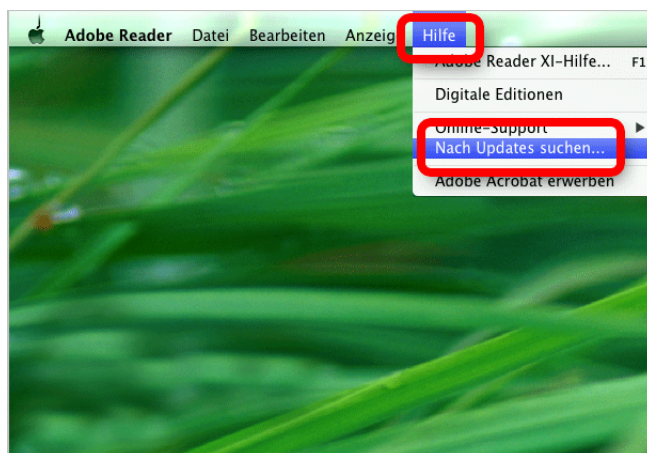 Adobe Reader Datei Bearbeiten Anzeig Hilfe
Adobe Reader XI-Hilfe... F1
Digitale Editionen
Online-Support
Nach Updates suchen...
Adobe Acrobat erwerben